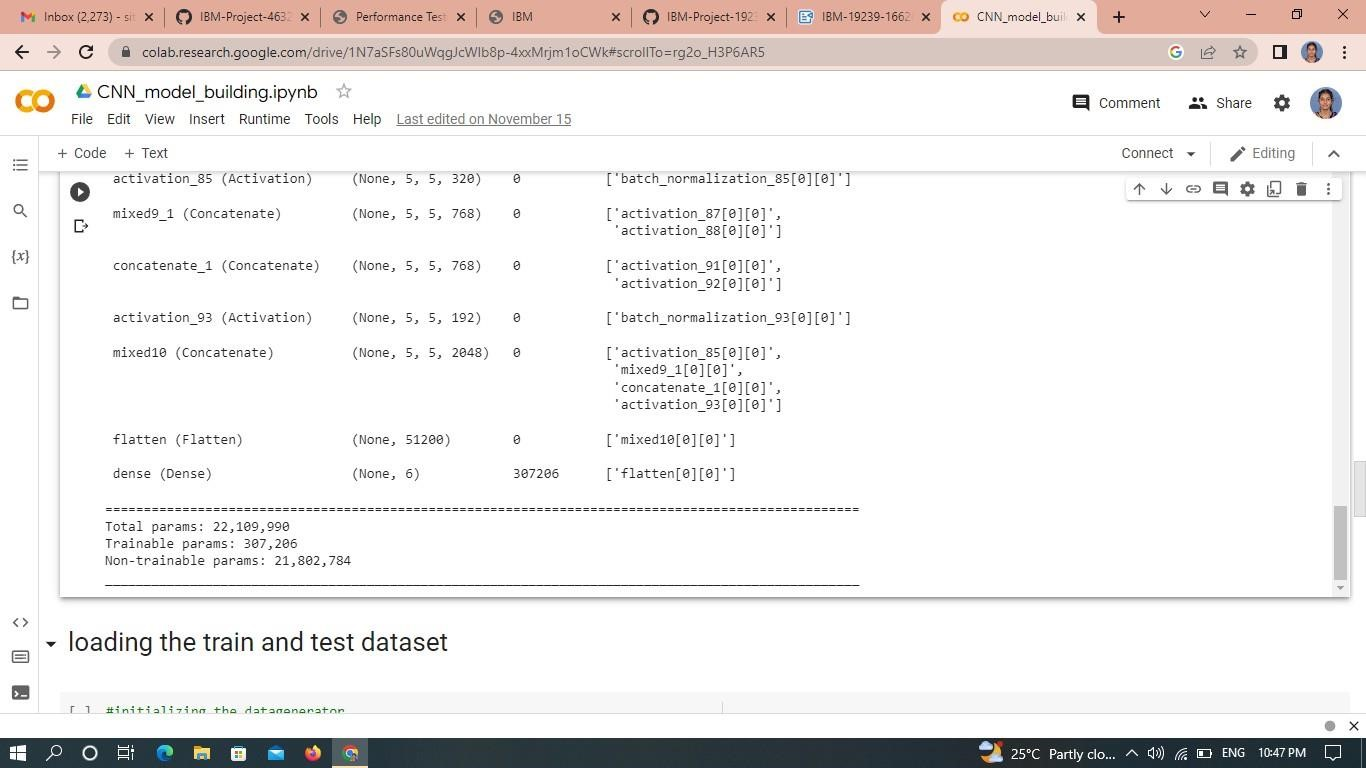 Inbox (2,273) - si
IBM-Project-4632
Performance Test
IBM
IBM-Project-1923
IBM-19239-1662
CNN_model_buil
colab.research.google.com/drive/1N7aSFs80uWqgJcWIb8p-4xxMrjm1oCWk#scrollTo=rg2o_H3P6AR5
CNN_model_building.ipynb
Comment
Share
File Edit View Insert Runtime Tools Help Last edited on November 15
+ Code + Text
Connect
Editing
activation_85 (Activation) (None, 5, 5, 320) 0 ['batch_normalization_85[0][0]']
mixed9_1 (Concatenate) (None, 5, 5, 768) 0 ['activation_87[0][0]',
'activation_88[0][0]']
concatenate_1 (Concatenate) (None, 5, 5, 768) 0 ['activation_91[0][0]',
'activation_92[0][0]']
activation_93 (Activation) (None, 5, 5, 192) 0 ['batch_normalization_93[0][0]']
mixed10 (Concatenate) (None, 5, 5, 2048) 0 ['activation_85[0][0]',
'mixed9_1[0][0]',
'concatenate_1[0][0]',
'activation_93[0][0]']
flatten (Flatten) (None, 51200) 0 ['mixed10[0][0]']
dense (Dense) (None, 6) 307206 ['flatten[0][0]']
Total params: 22,109,990
Trainable params: 307,206
Non-trainable params: 21,802,784
loading the train and test dataset
[ ] #initializing the datagenerator
25°C Partly clo... ENG 10:47 PM